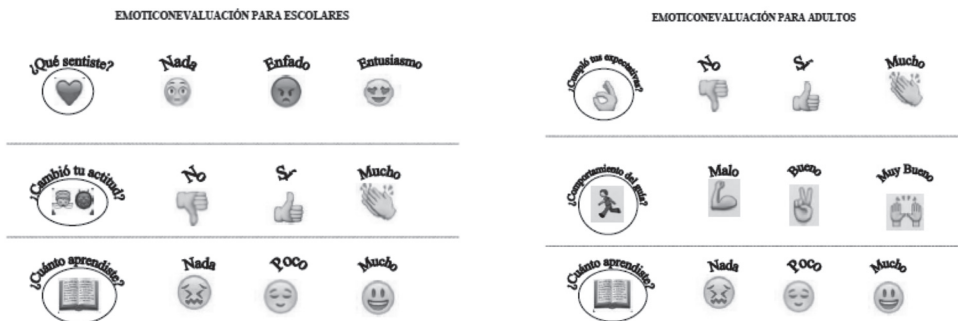 EMOTICONEVALUACIÓN PARA ESCOLARES
¿Qué sentiste? Nada Enfado Entusiasmo
¿Cambió tu actitud? No Sí Mucho
¿Cuánto aprendiste? Nada Poco Mucho
EMOTICONEVALUACIÓN PARA ADULTOS
¿Cumplió tus expectativas? No Sí Mucho
¿Comportamiento del guía? Malo Bueno Muy Bueno
¿Cuánto aprendiste? Nada Poco Mucho